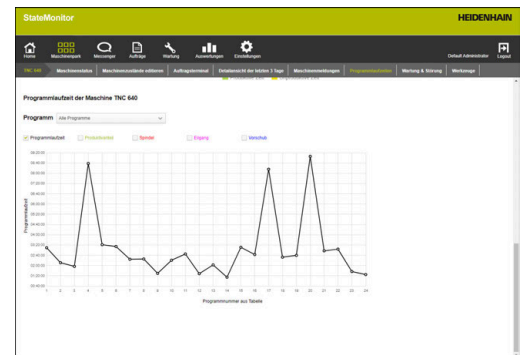 StateMonitor
HEIDENHAIN
Home Maschinenpark Messenger Aufträge Wartung Auswertungen Einstellungen Default Administrator Logout
TNC 640 Maschinenstatus Maschinenzustände editieren Auftragsterminal Detailansicht der letzten 3 Tage Maschinenmeldungen Programmlaufzeiten Wartung & Störung Werkzeuge
Programmlaufzeit der Maschine TNC 640
Programm Alle Programme
Programmlaufzeit Produktivanteil Spindel Eilgang Vorschub
Programmlaufzeit
1 2 3 4 5 6 7 8 9 10 11 12 13 14 15 16 17 18 19 20 21 22 23 24
Programmnummer aus Tabelle